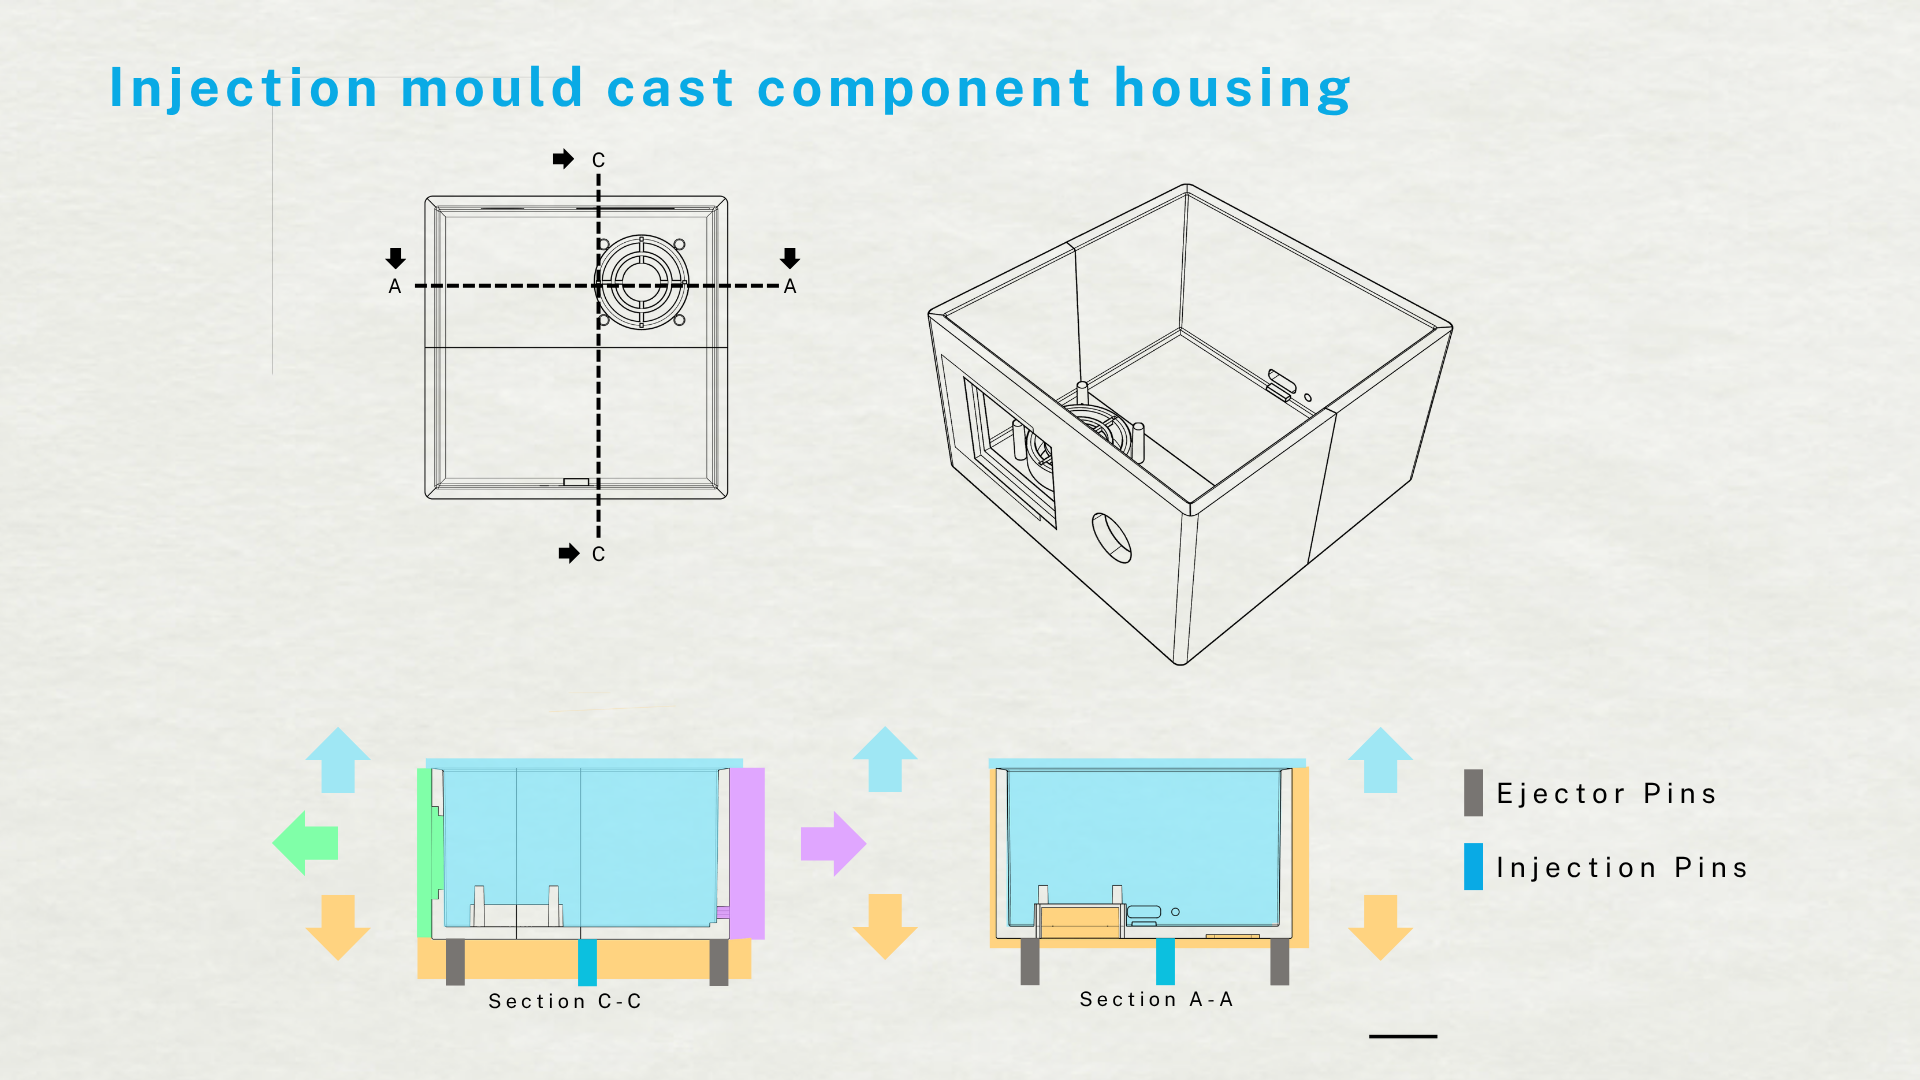 Injection mould cast component housing
C
A
A
C
Ejector Pins
Injection Pins
Section C-C
Section A-A